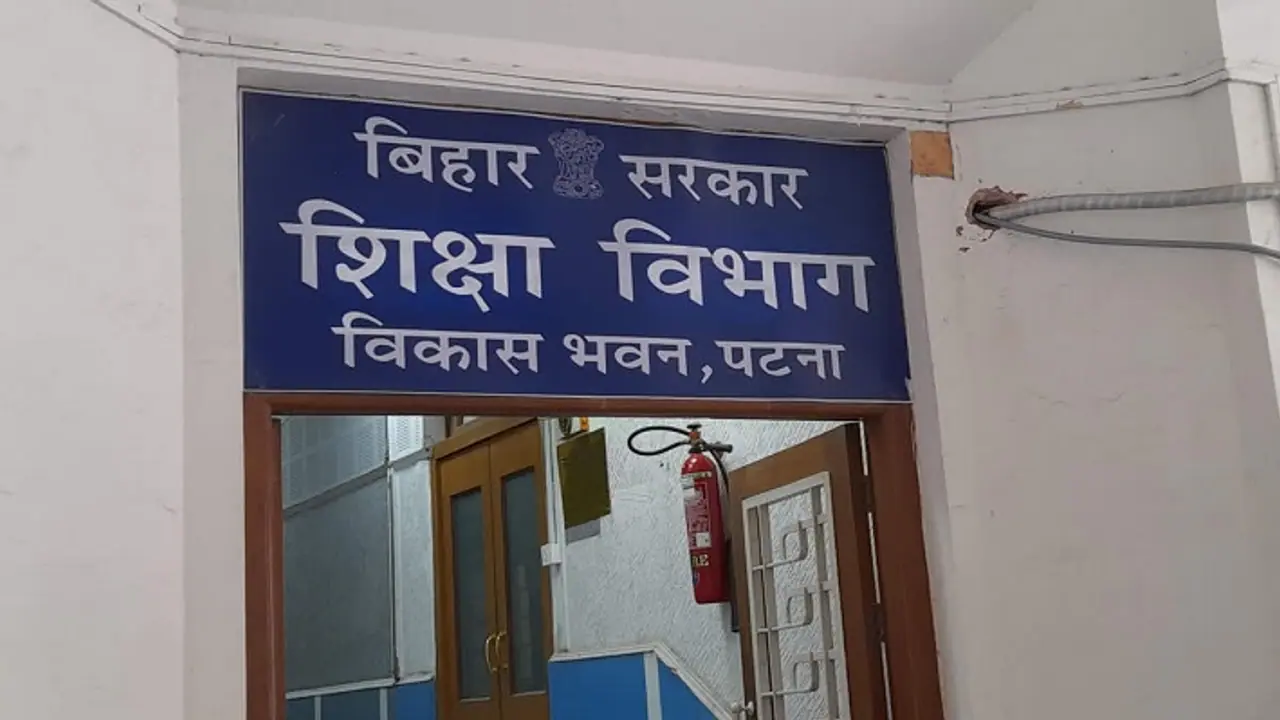 बिहार सरकार
शिक्षा विभाग
विकास भवन, पटना